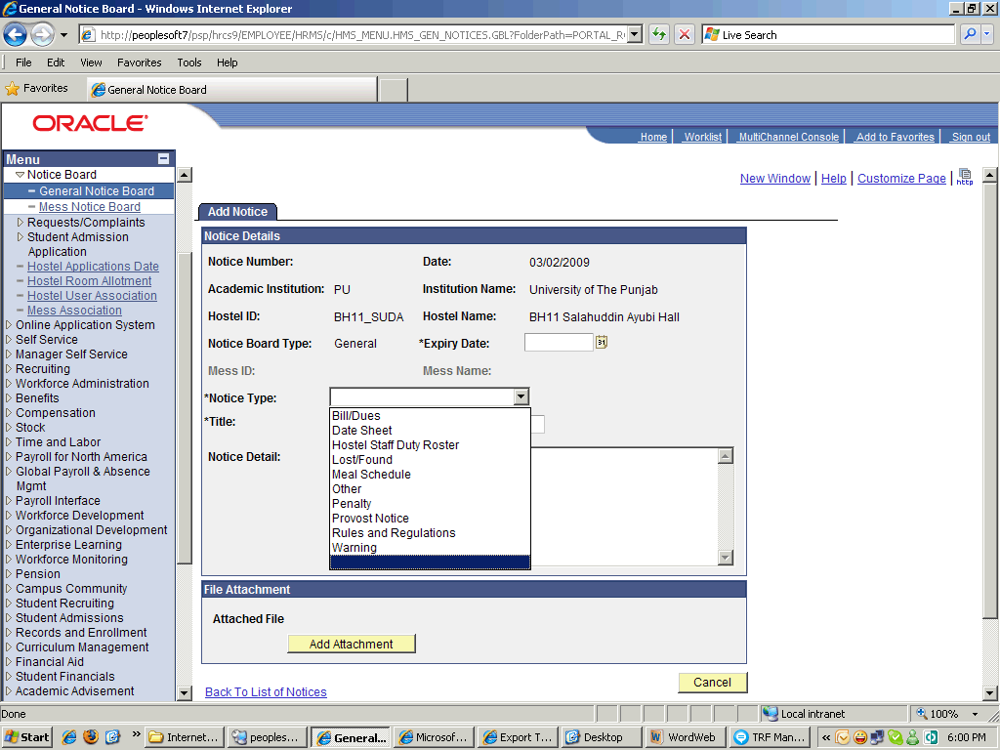 General Notice Board - Windows Internet Explorer
http://peoplesoft7/psp/hrcs9/EMPLOYEE/HRMS/c/HMS_MENU.HMS_GEN_NOTICES.GBL?FolderPath=PORTAL_R
Live Search
File Edit View Favorites Tools Help
Favorites General Notice Board
ORACLE
Home Worklist MultiChannel Console Add to Favorites Sign out
Menu
Notice Board
General Notice Board
Mess Notice Board
Requests/Complaints
Student Admission
Application
Hostel Applications Date
Hostel Room Allotment
Hostel User Association
Mess Association
Online Application System
Self Service
Manager Self Service
Recruiting
Workforce Administration
Benefits
Compensation
Stock
Time and Labor
Payroll for North America
Global Payroll & Absence
Mgmt
Payroll Interface
Workforce Development
Organizational Development
Enterprise Learning
Workforce Monitoring
Pension
Campus Community
Student Recruiting
Student Admissions
Records and Enrollment
Curriculum Management
Financial Aid
Student Financials
Academic Advisement
New Window | Help | Customize Page | http
Add Notice
Notice Details
Notice Number: Date: 03/02/2009
Academic Institution: PU Institution Name: University of The Punjab
Hostel ID: BH11_SUDA Hostel Name: BH11 Salahuddin Ayubi Hall
Notice Board Type: General *Expiry Date: 31
Mess ID: Mess Name:
*Notice Type:
*Title:
Notice Detail:
Bill/Dues
Date Sheet
Hostel Staff Duty Roster
Lost/Found
Meal Schedule
Other
Penalty
Provost Notice
Rules and Regulations
Warning
File Attachment
Attached File
Add Attachment
Cancel
Back To List of Notices
Done Local intranet 100%
Start » Internet... peoples... General... Microsof... Export T... Desktop WordWeb TRF Man... « 6:00 PM